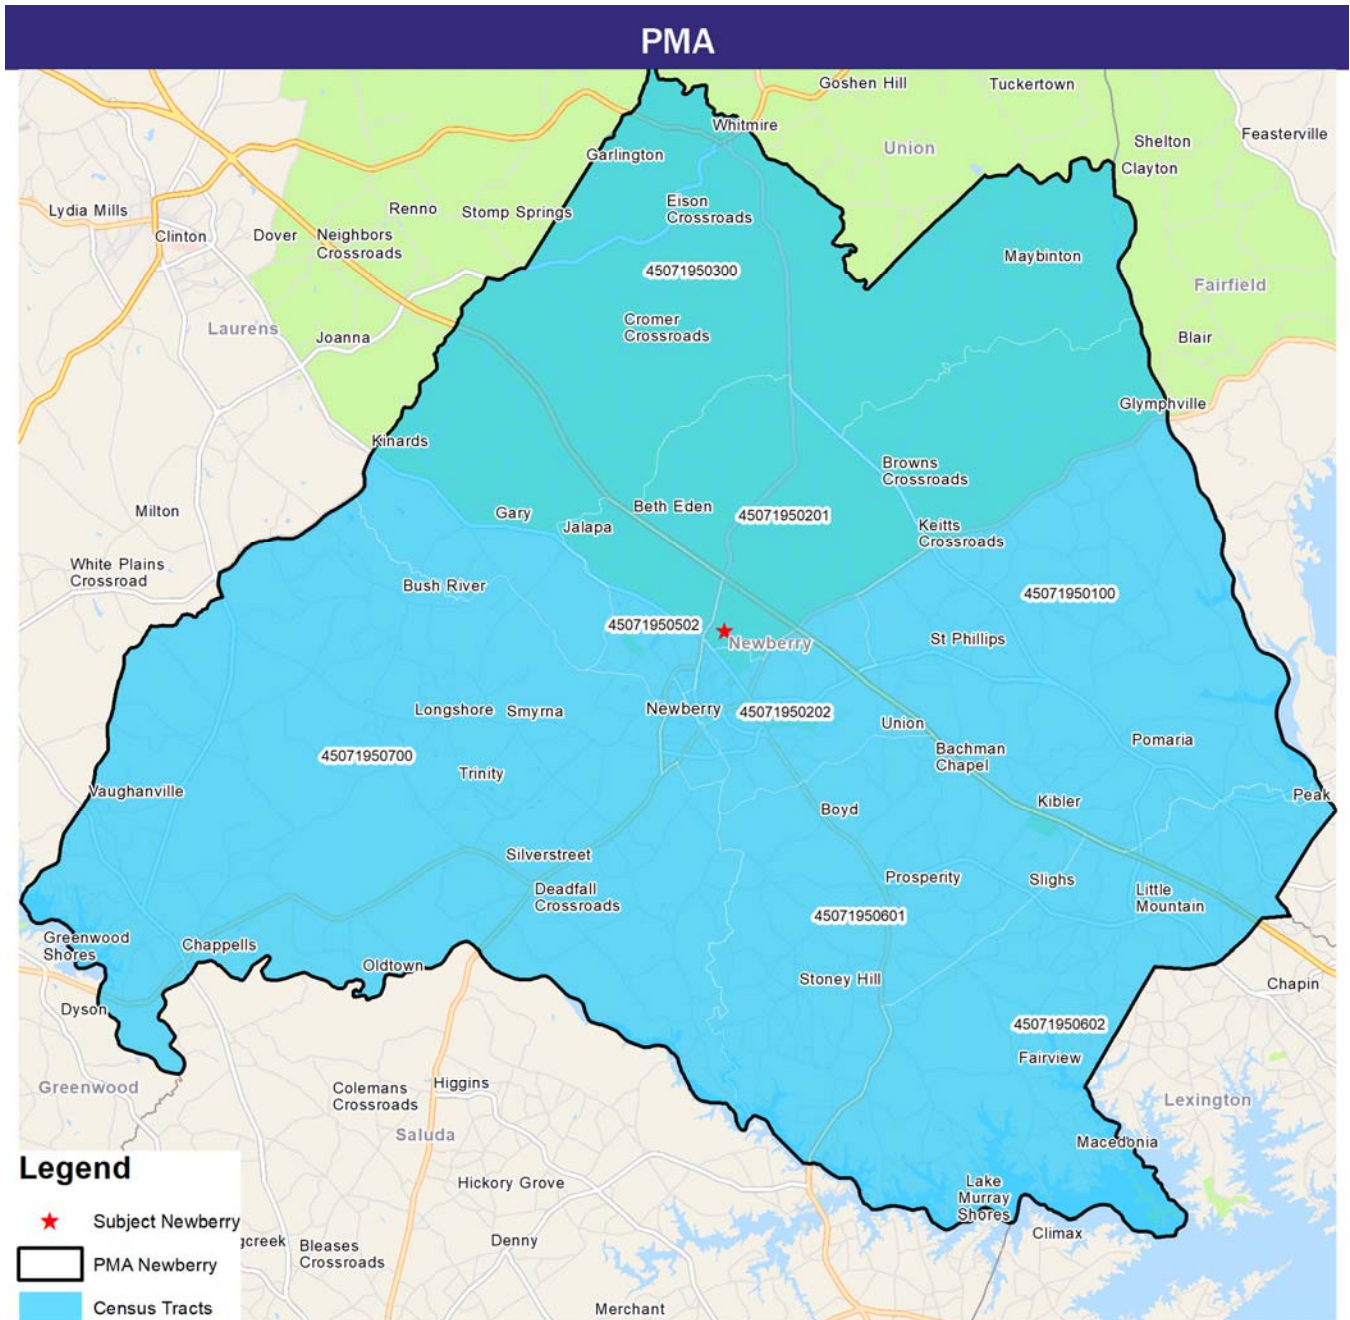 PMA
Goshen Hill
Tuckertown
Whitmire
Feasterville
Shelton
Union
Garlington
Clayton
Eison
Crossroads
Lydia Mills
Renno
Stomp Springs
Clinton
Dover
Neighbors
Crossroads
Maybinton
45071950300
Fairfield
Cromer
Crossroads
Laurens
Joanna
Blair
Glymphville
Kinards
Browns
Crossroads
Milton
Gary
Jalapa
Beth Eden
45071950201
Keitts
Crossroads
White Plains
Crossroad
Bush River
45071950100
45071950502
Newberry
St Phillips
Longshore
Smyrna
Newberry
45071950202
Union
Bachman
Chapel
Pomaria
45071950700
Trinity
Vaughanville
Boyd
Kibler
Peak
Silverstreet
Deadfall
Crossroads
Prosperity
Slighs
Little
Mountain
45071950601
Greenwood
Shores
Chappells
Oldtown
Stoney Hill
Chapin
Dyson
45071950602
Fairview
Greenwood
Colemans
Crossroads
Higgins
Lexington
Saluda
Macedonia
Hickory Grove
Lake
Murray
Shores
Climax
Legend
Subject Newberry
PMA Newberry
Census Tracts
gcreek
Bleases
Crossroads
Denny
Merchant